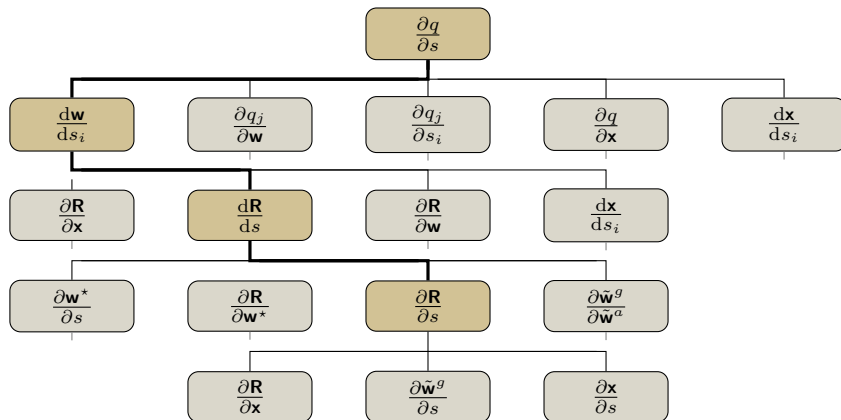 ∂q/∂s
d𝐰/ds_i ∂q_j/∂𝐰 ∂q_j/∂s_i ∂q/∂𝐱 d𝐱/ds_i
∂𝐑/∂𝐱 d𝐑/ds ∂𝐑/∂𝐰 d𝐱/ds_i
∂𝐰^⋆/∂s ∂𝐑/∂𝐰^⋆ ∂𝐑/∂s ∂𝐰̃^g/∂𝐰̃^a
∂𝐑/∂𝐱 ∂𝐰̃^g/∂s ∂𝐱/∂s